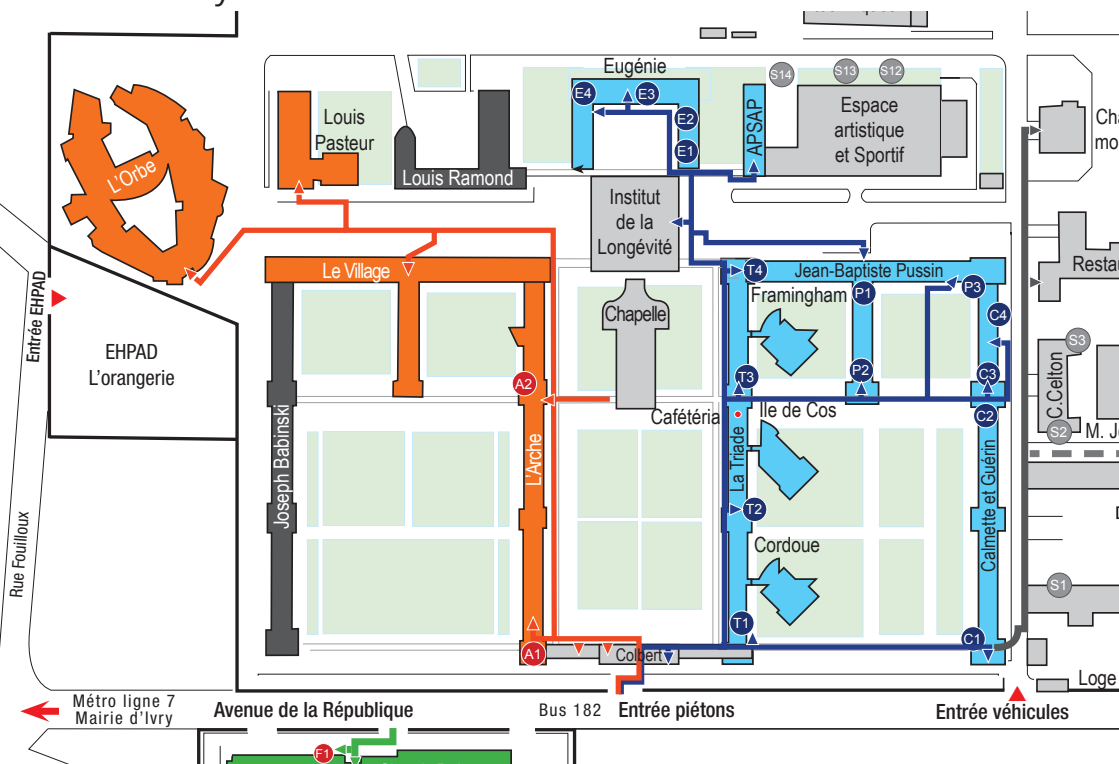 Eugénie
S14
S13
S12
E4
E3
E2
E1
Louis
Pasteur
L'Orbe
Louis Ramond
APSAP
Espace
artistique
et Sportif
Institut
de la
Longévité
Le Village
T4
Jean-Baptiste Pussin
Framingham
P1
P3
C4
Chapelle
Entrée EHPAD
EHPAD
L'orangerie
A2
T3
P2
C3
S3
C.Celton
Cafétéria
Ile de Cos
C2
S2
Joseph Babinski
L'Arche
La Triade
T2
Calmette et Guérin
Cordoue
S1
Rue Fouilloux
T1
C1
A1
Colbert
Loge
Métro ligne 7
Mairie d'Ivry
Avenue de la République
Bus 182
Entrée piétons
Entrée véhicules
F1